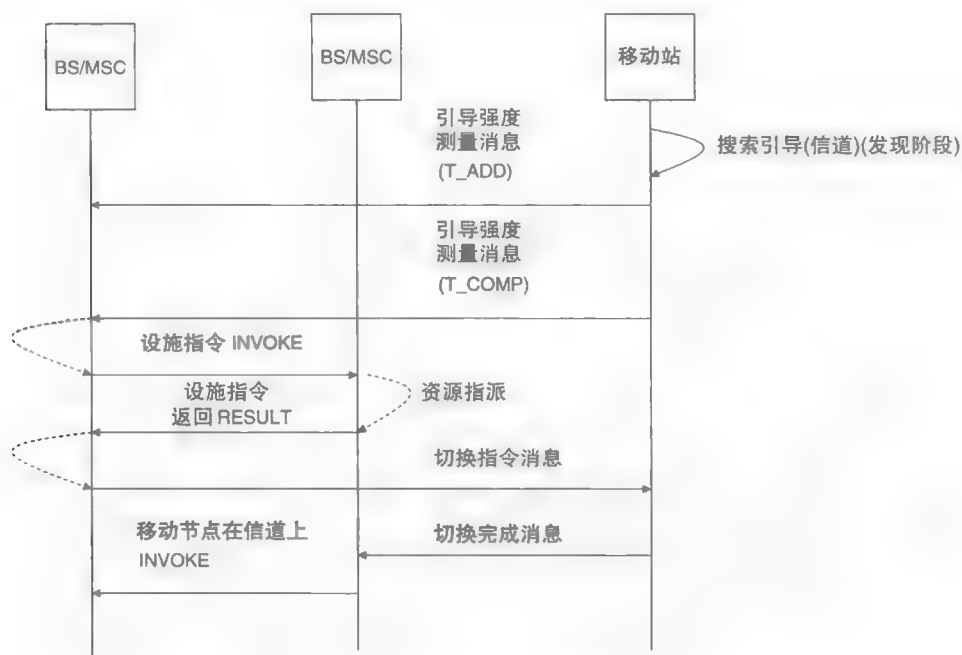 BS/MSC
BS/MSC
移动站
引导强度
测量消息
(T_ADD)
搜索引导(信道)(发现阶段)
引导强度
测量消息
(T_COMP)
设施指令 INVOKE
设施指令
返回 RESULT
资源指派
切换指令消息
移动节点在信道上
INVOKE
切换完成消息